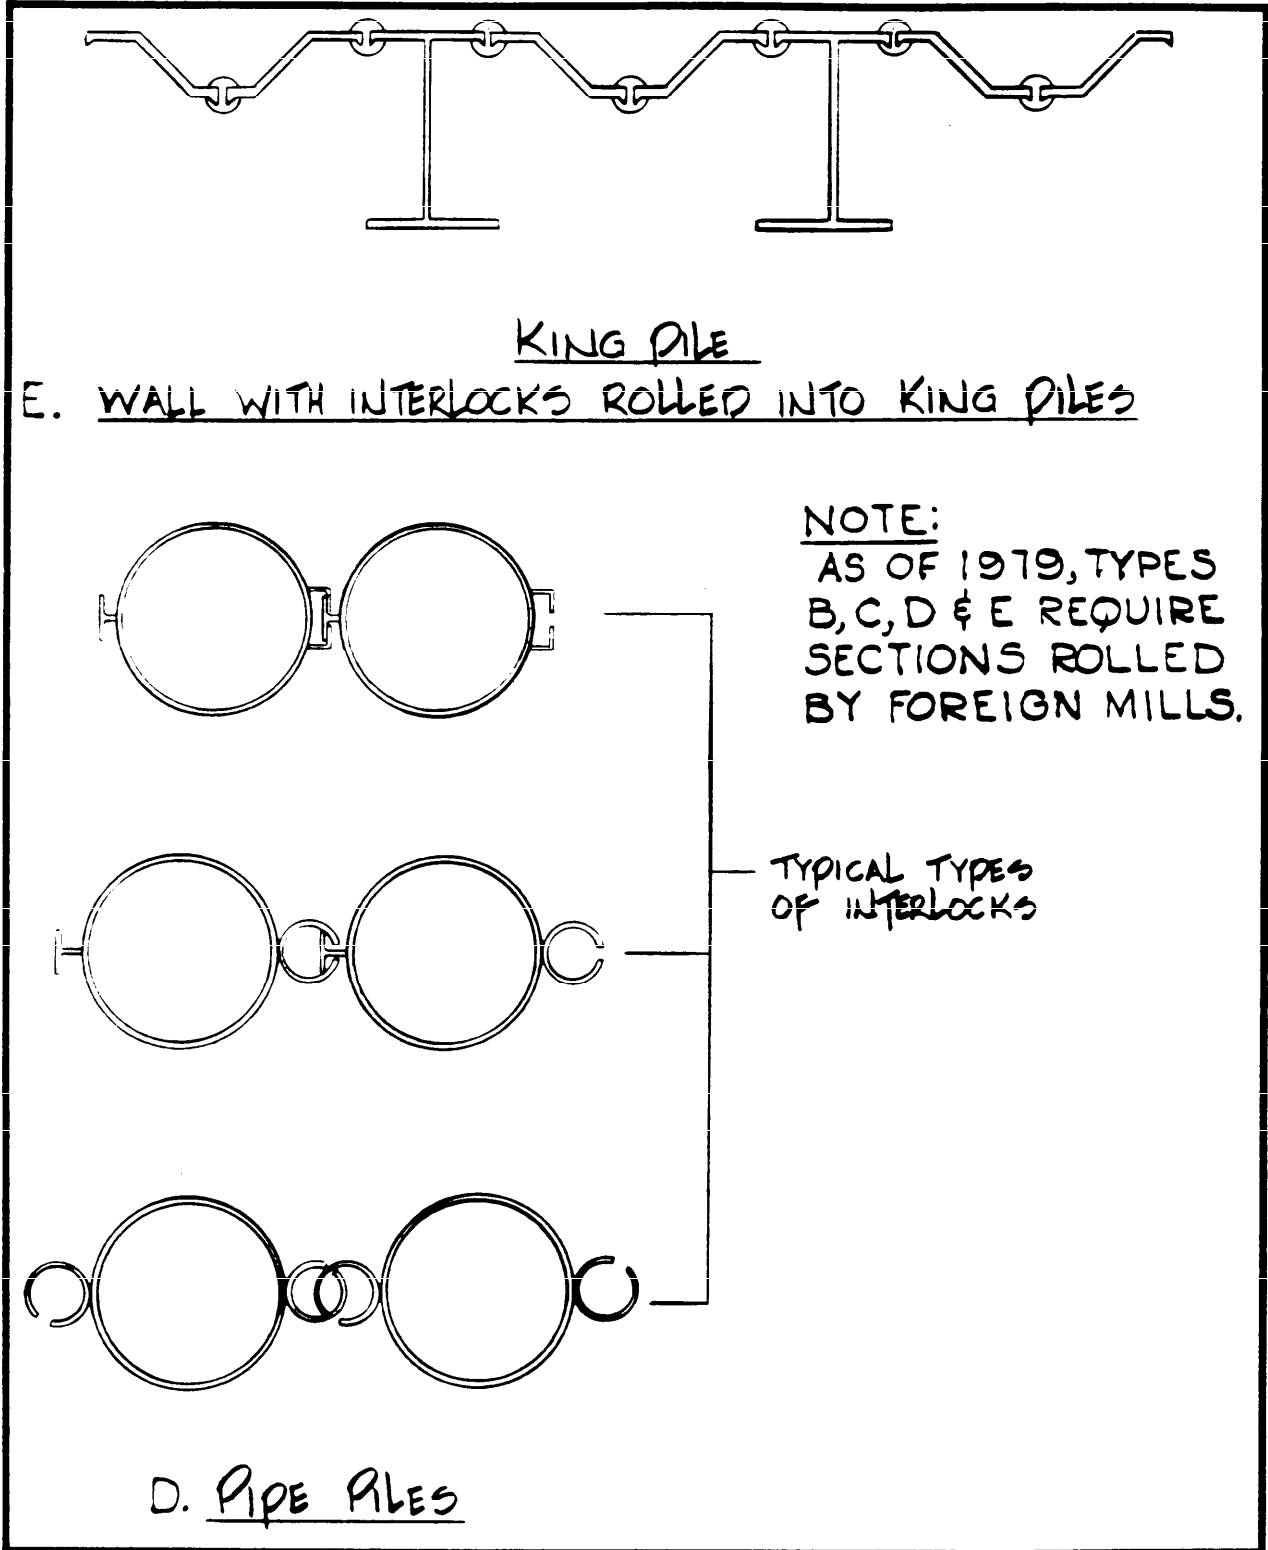 KING PILE
E. WALL WITH INTERLOCKS ROLLED INTO KING PILES
NOTE:
AS OF 1979, TYPES
B, C, D & E REQUIRE
SECTIONS ROLLED
BY FOREIGN MILLS.
TYPICAL TYPES
OF INTERLOCKS
D. PIPE PILES